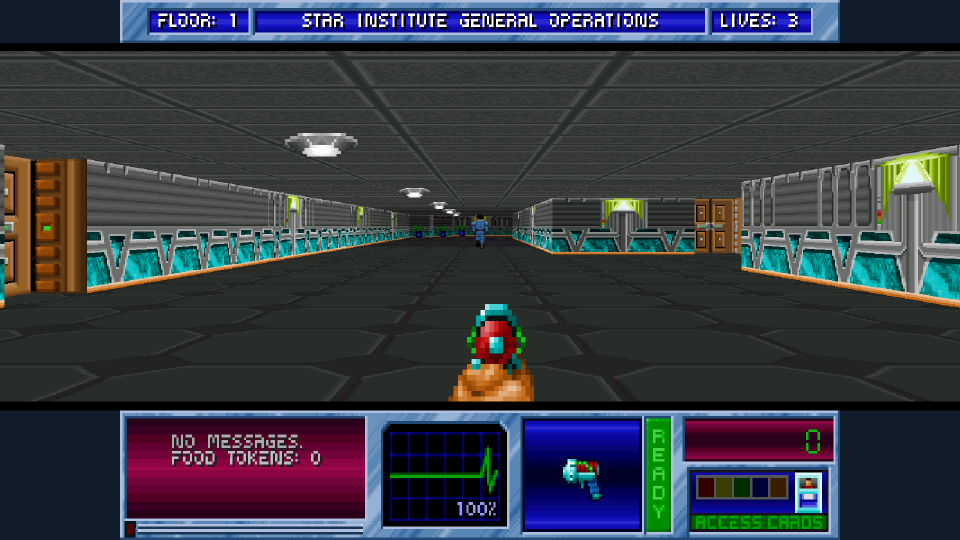 FLOOR: 1
STAR INSTITUTE GENERAL OPERATIONS
LIVES: 3
NO MESSAGES.
FOOD TOKENS: 0
100%
READY
0
ACCESS CARDS